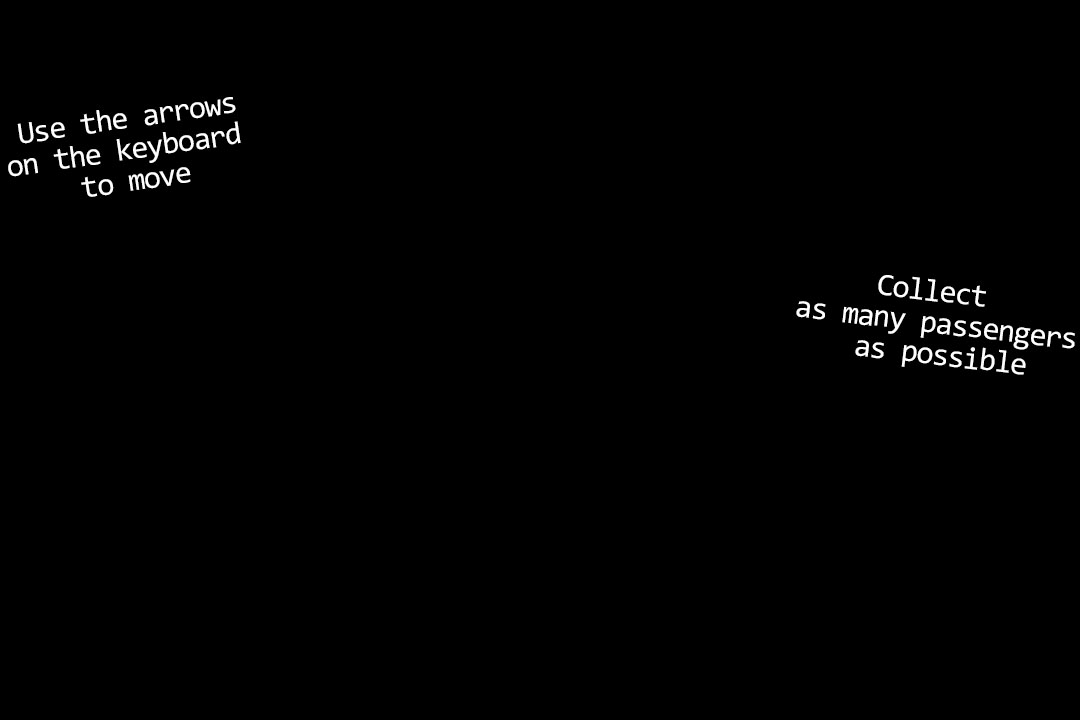 Use the arrows
on the keyboard
to move
Collect
as many passengers
as possible